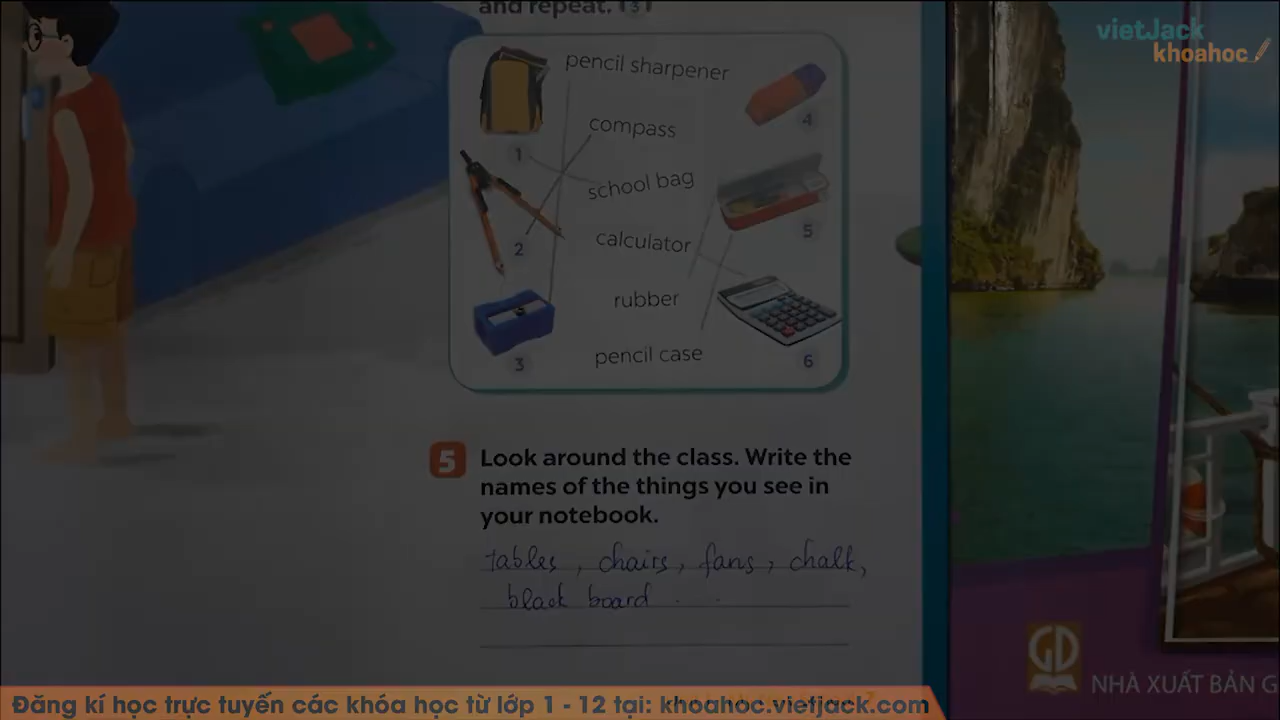 and repeat.
vietJack
khoahoc
pencil sharpener
compass
school bag
calculator
rubber
pencil case
1
2
3
4
5
6
5 Look around the class. Write the
names of the things you see in
your notebook.
tables, chairs, fans, chalk,
black board
GD
NHÀ XUẤT BẢN G
Đăng kí học trực tuyến các khóa học từ lớp 1 - 12 tại: khoahoc.vietjack.com